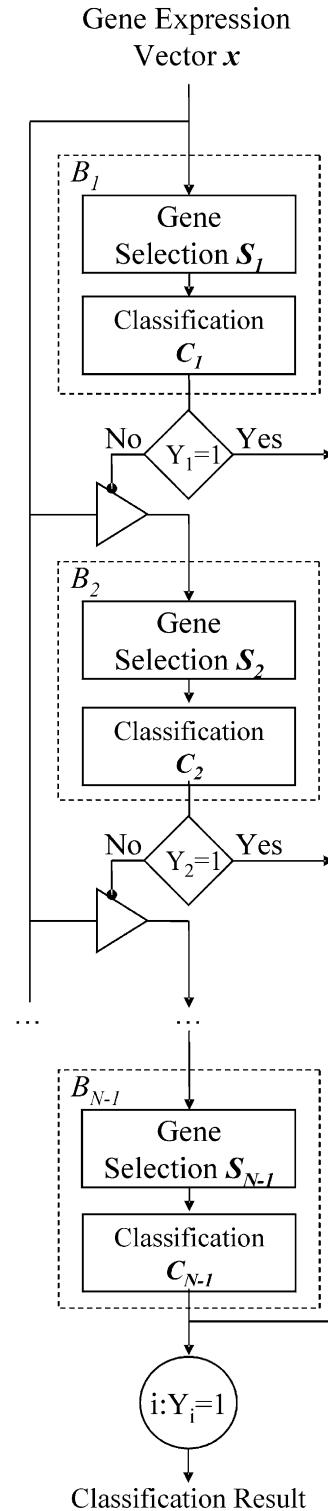 Gene Expression
Vector x
B1
Gene
Selection S1
Classification
C1
No
Y1=1
Yes
B2
Gene
Selection S2
Classification
C2
No
Y2=1
Yes
...
...
BN-1
Gene
Selection SN-1
Classification
CN-1
i:Yi=1
Classification Result